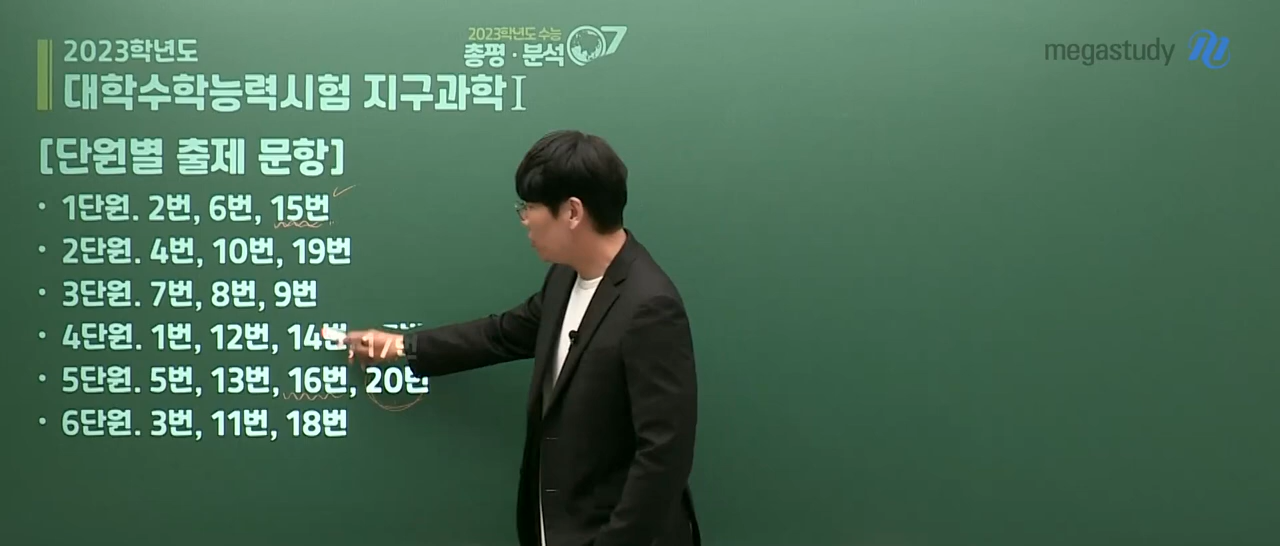 2023학년도
대학수학능력시험 지구과학I
2023학년도 수능
총평·분석
megastudy
[단원별 출제 문항]
• 1단원. 2번, 6번, 15번
• 2단원. 4번, 10번, 19번
• 3단원. 7번, 8번, 9번
• 4단원. 1번, 12번, 14번, 17번
• 5단원. 5번, 13번, 16번, 20번
• 6단원. 3번, 11번, 18번